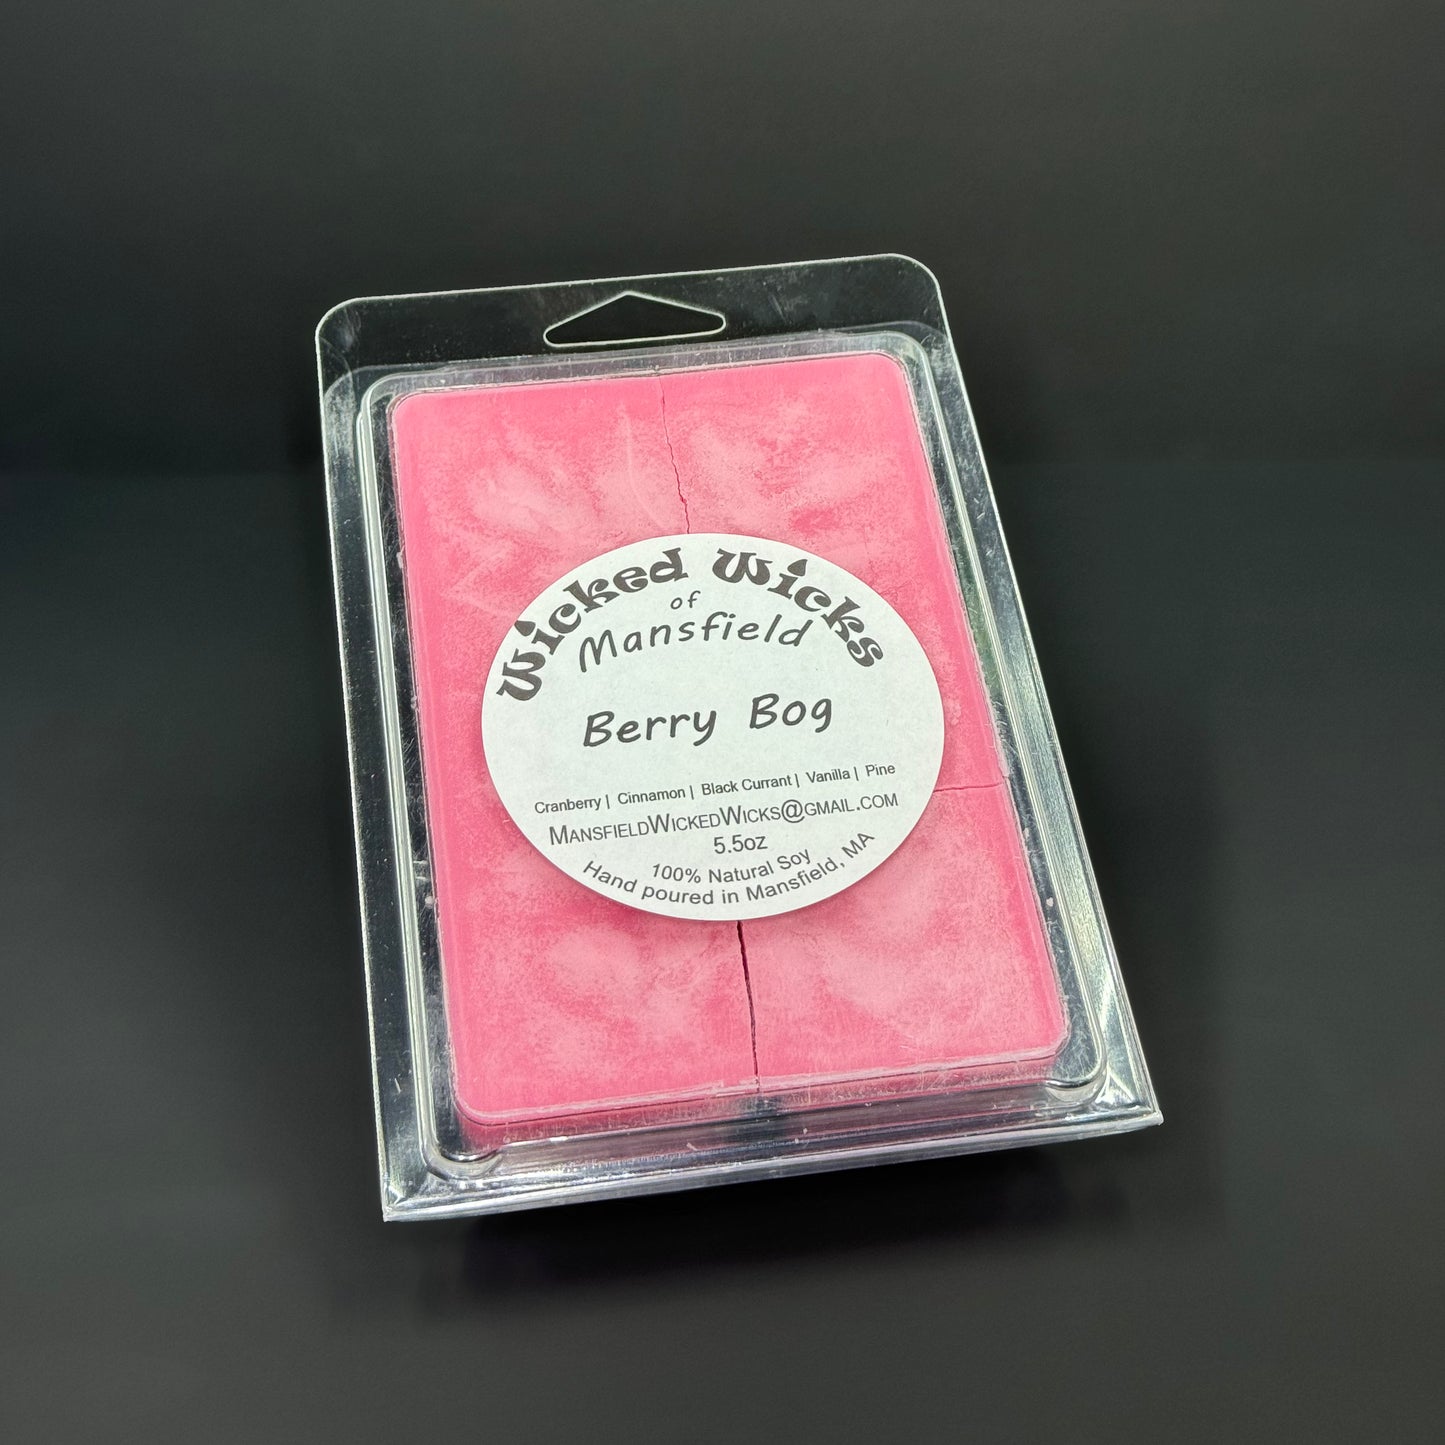 Wicked Wicks
of
Mansfield
Berry Bog
Cranberry | Cinnamon | Black Currant | Vanilla | Pine
MansfieldWickedWicks@gmail.com
5.5oz
100% Natural Soy
Hand poured in Mansfield, MA